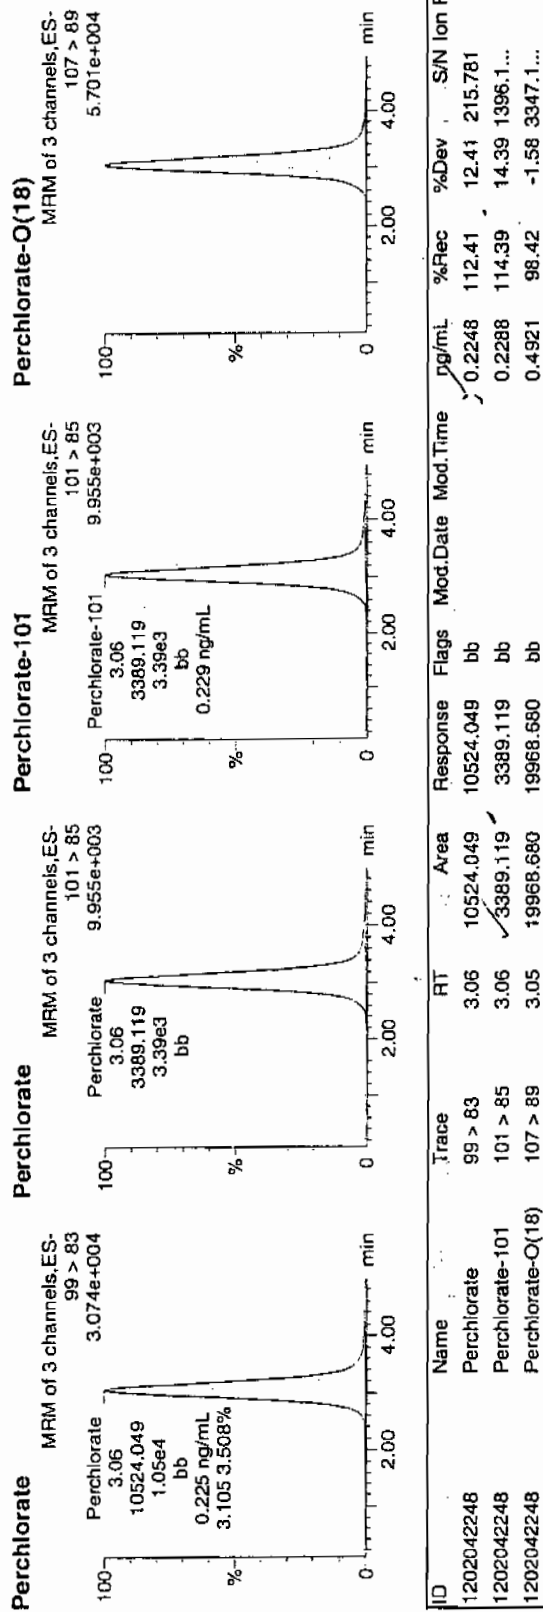 Perchlorate
MRM of 3 channels,ES-
99 > 83
3.074e+004
100
Perchlorate
3.06
10524.049
1.05e4
bb
0.225 ng/mL
3.105 3.508%
%
0
2.00
4.00
min
Perchlorate
MRM of 3 channels,ES-
101 > 85
9.955e+003
100
Perchlorate
3.06
3389.119
3.39e3
bb
%
0
2.00
4.00
min
Perchlorate-101
MRM of 3 channels,ES-
101 > 85
9.955e+003
100
Perchlorate-101
3.06
3389.119
3.39e3
bb
0.229 ng/mL
%
0
2.00
4.00
min
Perchlorate-O(18)
MRM of 3 channels,ES-
107 > 89
5.701e+004
100
%
0
2.00
4.00
min
ID Name Trace RT Area Response Flags Mod.Date Mod.Time ng/mL %Rec %Dev S/N Ion
1202042248 Perchlorate 99 > 83 3.06 10524.049 10524.049 bb 0.2248 112.41 12.41 215.781
1202042248 Perchlorate-101 101 > 85 3.06 3389.119 3389.119 bb 0.2288 114.39 14.39 1396.1...
1202042248 Perchlorate-O(18) 107 > 89 3.05 19968.680 19968.680 bb 0.4921 98.42 -1.58 3347.1...